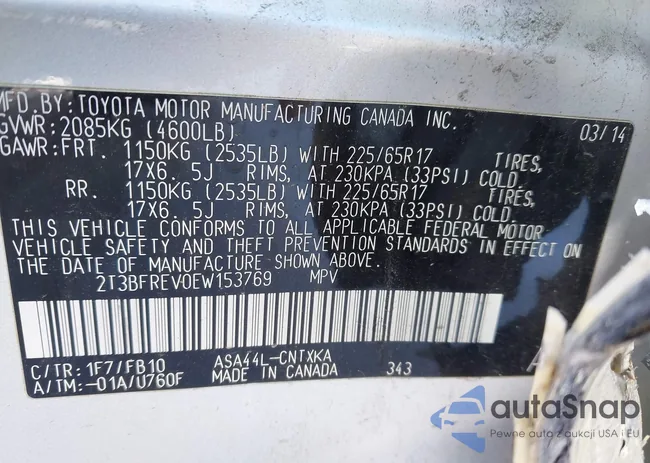 MFD. BY: TOYOTA MOTOR MANUFACTURING CANADA INC.
GVWR: 2085KG (4600LB) 03/14
GAWR: FRT. 1150KG (2535LB) WITH 225/65R17 TIRES,
17X6. 5J RIMS, AT 230KPA (33PSI) COLD.
RR. 1150KG (2535LB) WITH 225/65R17 TIRES,
17X6. 5J RIMS, AT 230KPA (33PSI) COLD.
THIS VEHICLE CONFORMS TO ALL APPLICABLE FEDERAL MOTOR
VEHICLE SAFETY AND THEFT PREVENTION STANDARDS IN EFFECT ON
THE DATE OF MANUFACTURE SHOWN ABOVE.
2T3BFREV0EW153769 MPV
C/TR: 1F7/FB10 ASA44L-CNTXKA 343 A
A/TM: -01A/U760F MADE IN CANADA
autoSnap
Pewne auto z aukcji USA i EU